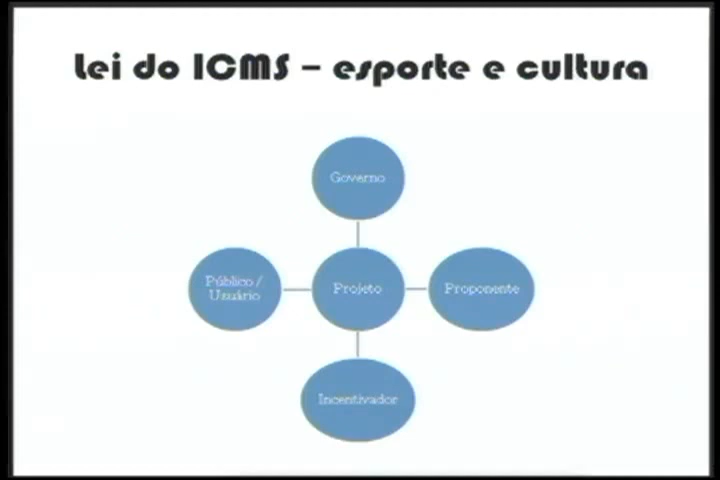 Lei do ICMS – esporte e cultura
Governo
Público /
Usuário
Projeto
Proponente
Incentivador